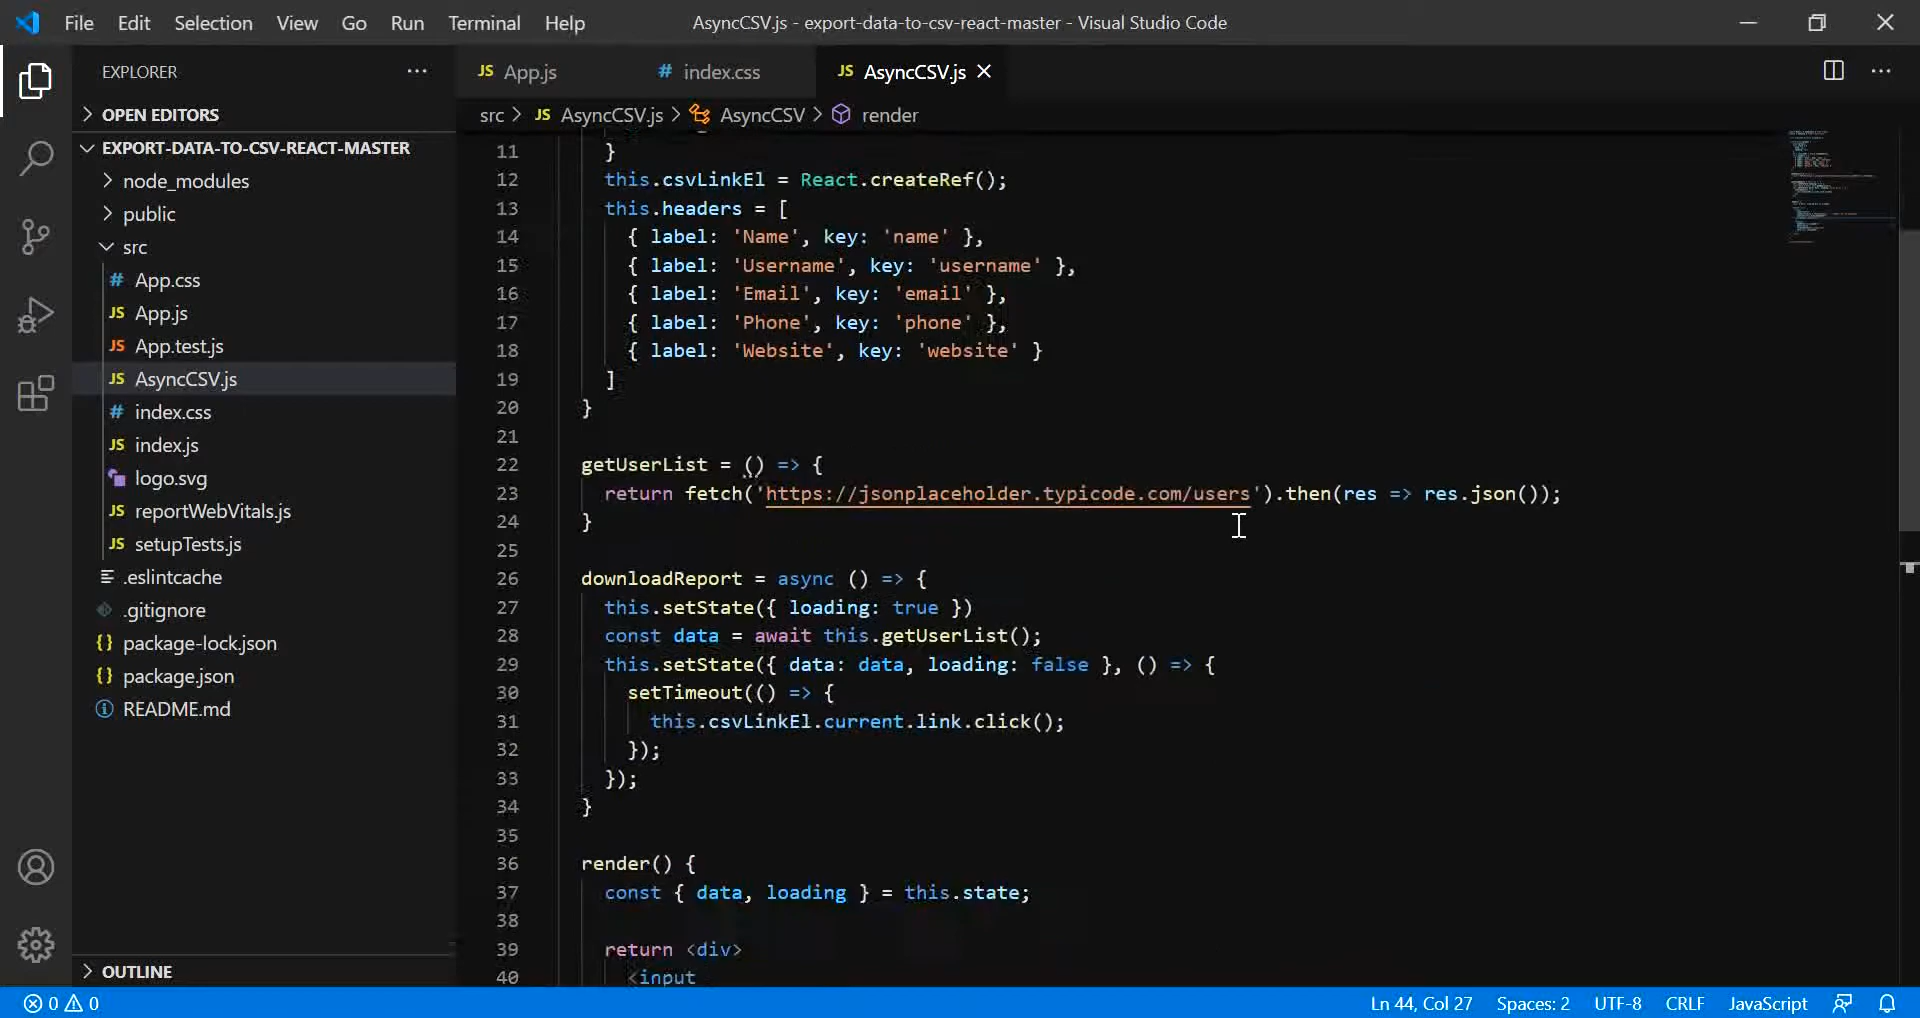 File Edit Selection View Go Run Terminal Help AsyncCSV.js - export-data-to-csv-react-master - Visual Studio Code
EXPLORER ···
JS App.js # index.css JS AsyncCSV.js
src > JS AsyncCSV.js > AsyncCSV > render
OPEN EDITORS
EXPORT-DATA-TO-CSV-REACT-MASTER
node_modules
public
src
# App.css
JS App.js
JS App.test.js
JS AsyncCSV.js
# index.css
JS index.js
logo.svg
JS reportWebVitals.js
JS setupTests.js
.eslintcache
.gitignore
{} package-lock.json
{} package.json
README.md
OUTLINE
11 }
12 this.csvLinkEl = React.createRef();
13 this.headers = [
14 { label: 'Name', key: 'name' },
15 { label: 'Username', key: 'username' },
16 { label: 'Email', key: 'email' },
17 { label: 'Phone', key: 'phone' },
18 { label: 'Website', key: 'website' }
19 ]
20 }
21
22 getUserList = () => {
23 return fetch('https://jsonplaceholder.typicode.com/users').then(res => res.json());
24 }
25
26 downloadReport = async () => {
27 this.setState({ loading: true })
28 const data = await this.getUserList();
29 this.setState({ data: data, loading: false }, () => {
30 setTimeout(() => {
31 this.csvLinkEl.current.link.click();
32 });
33 });
34 }
35
36 render() {
37 const { data, loading } = this.state;
38
39 return <div>
40 <input
0 0 Ln 44, Col 27 Spaces: 2 UTF-8 CRLF JavaScript